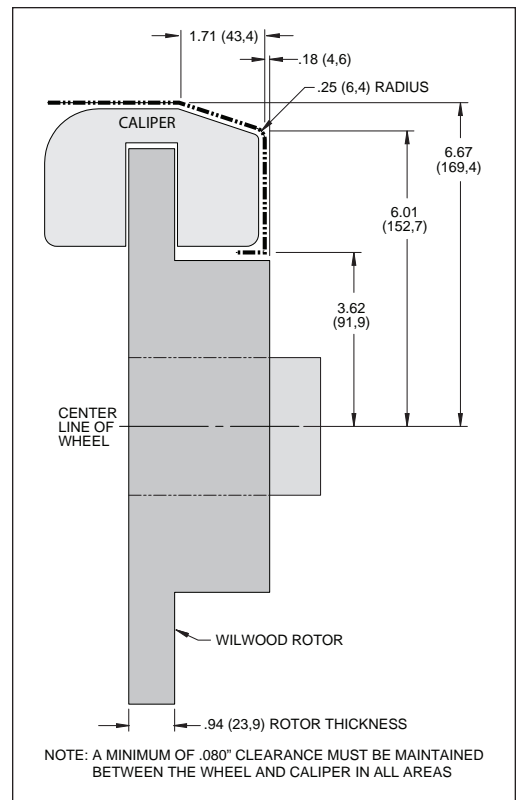 1.71 (43,4)
.18 (4,6)
.25 (6,4) RADIUS
CALIPER
6.67
(169,4)
6.01
(152,7)
3.62
(91,9)
CENTER
LINE OF
WHEEL
WILWOOD ROTOR
.94 (23,9) ROTOR THICKNESS
NOTE: A MINIMUM OF .080" CLEARANCE MUST BE MAINTAINED
BETWEEN THE WHEEL AND CALIPER IN ALL AREAS